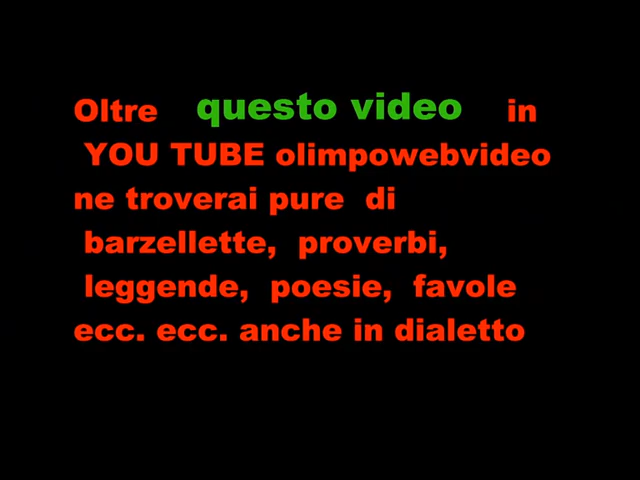 Oltre questo video in
YOU TUBE olimpowebvideo
ne troverai pure di
barzellette, proverbi,
leggende, poesie, favole
ecc. ecc. anche in dialetto